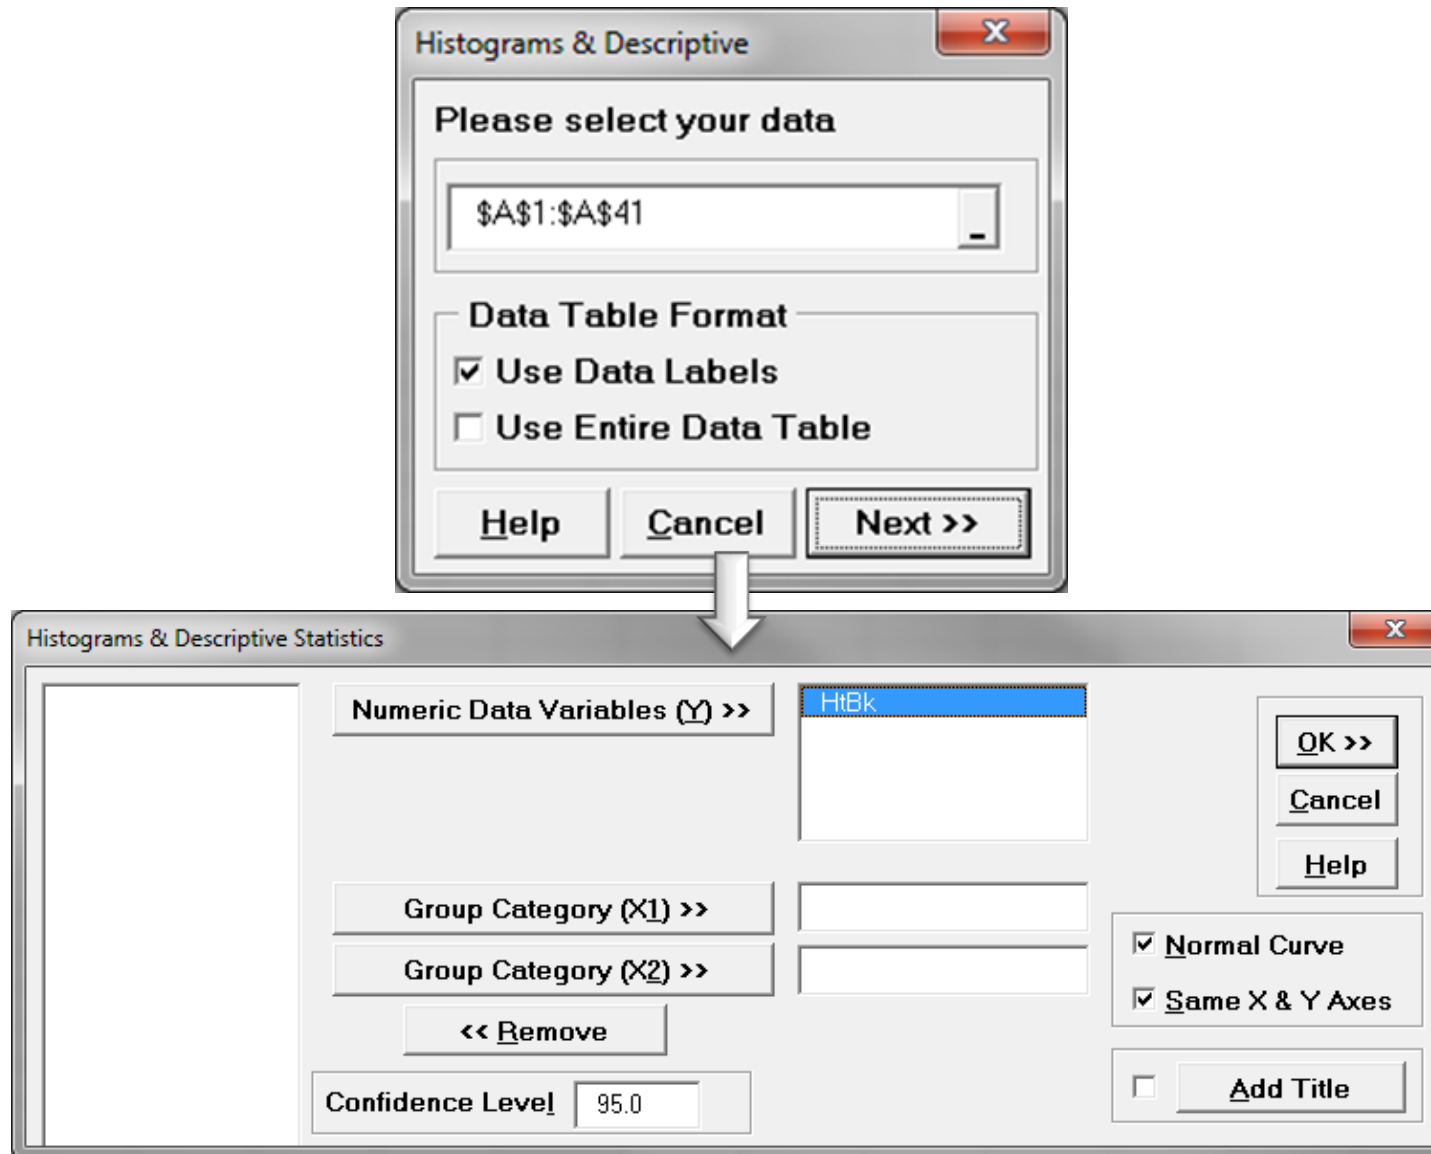 Histograms & Descriptive
Please select your data
$A$1:$A$41
Data Table Format
Use Data Labels
Use Entire Data Table
Help Cancel Next >>
Histograms & Descriptive Statistics
Numeric Data Variables (Y) >>
HtBk
OK >>
Cancel
Help
Group Category (X1) >>
Group Category (X2) >>
<< Remove
Normal Curve
Same X & Y Axes
Confidence Level 95.0
Add Title